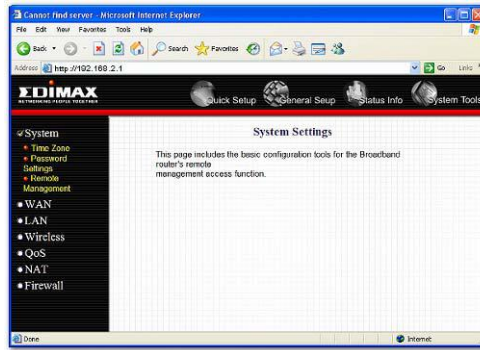 Cannot find server - Microsoft Internet Explorer
File Edit View Favorites Tools Help
Back Search Favorites
Address http://192.168.2.1 Go Links
EDIMAX
NETWORKING PEOPLE TOGETHER
Quick Setup General Seup Status Info System Tools
System
Time Zone
Password
Settings
Remote
Management
WAN
LAN
Wireless
QoS
NAT
Firewall
System Settings
This page includes the basic configuration tools for the Broadband
router's remote
management access function.
Done Internet